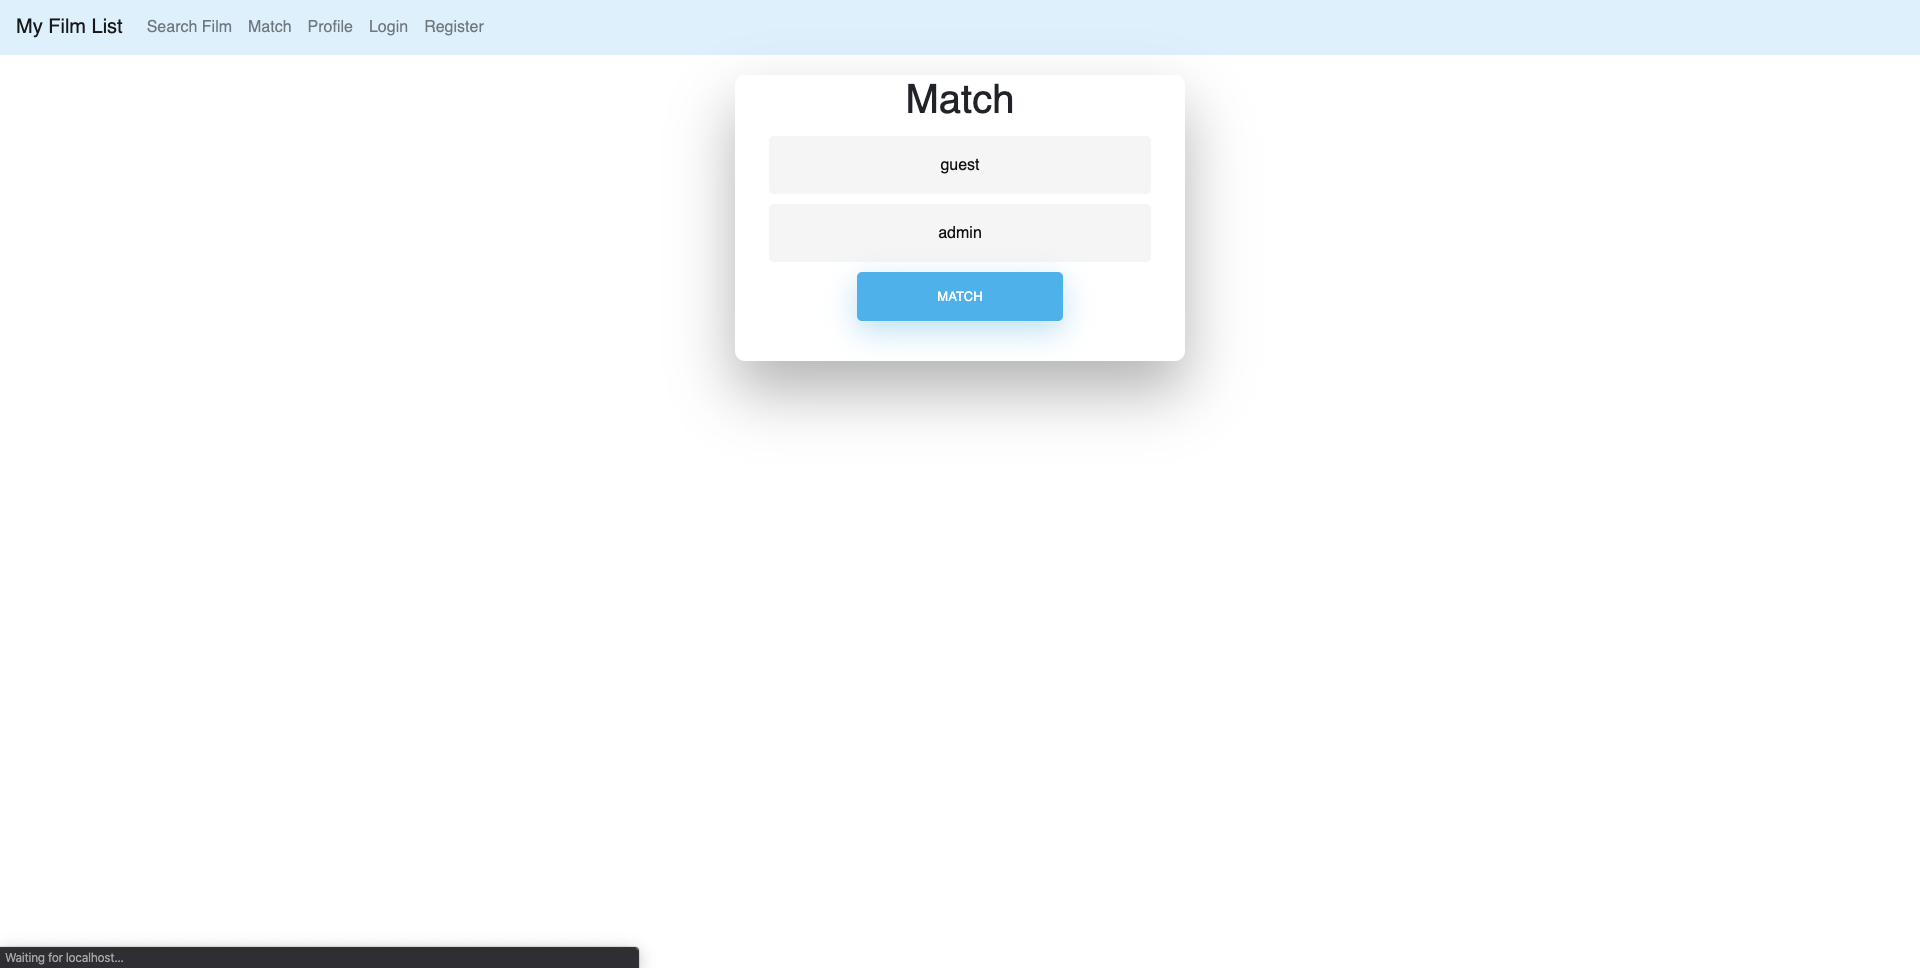 My Film List Search Film Match Profile Login Register
Match
guest
admin
MATCH
Waiting for localhost...